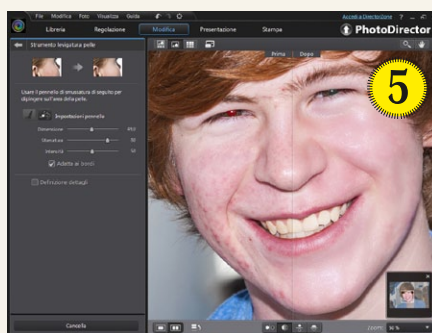 File Modifica Foto Visualizza Guida
Accedi a DirectorZone
Libreria Regolazione Modifica Presentazione Stampa
PhotoDirector
Strumento levigatura pelle
Prima Dopo
5
Usare il pennello di smussatura di seguito per
dipingere sull'area della pelle.
Impostazioni pennello
Dimensione
Sfumatura
Intensità
Adatta ai bordi
Definizione dettagli
Cancella
Zoom: